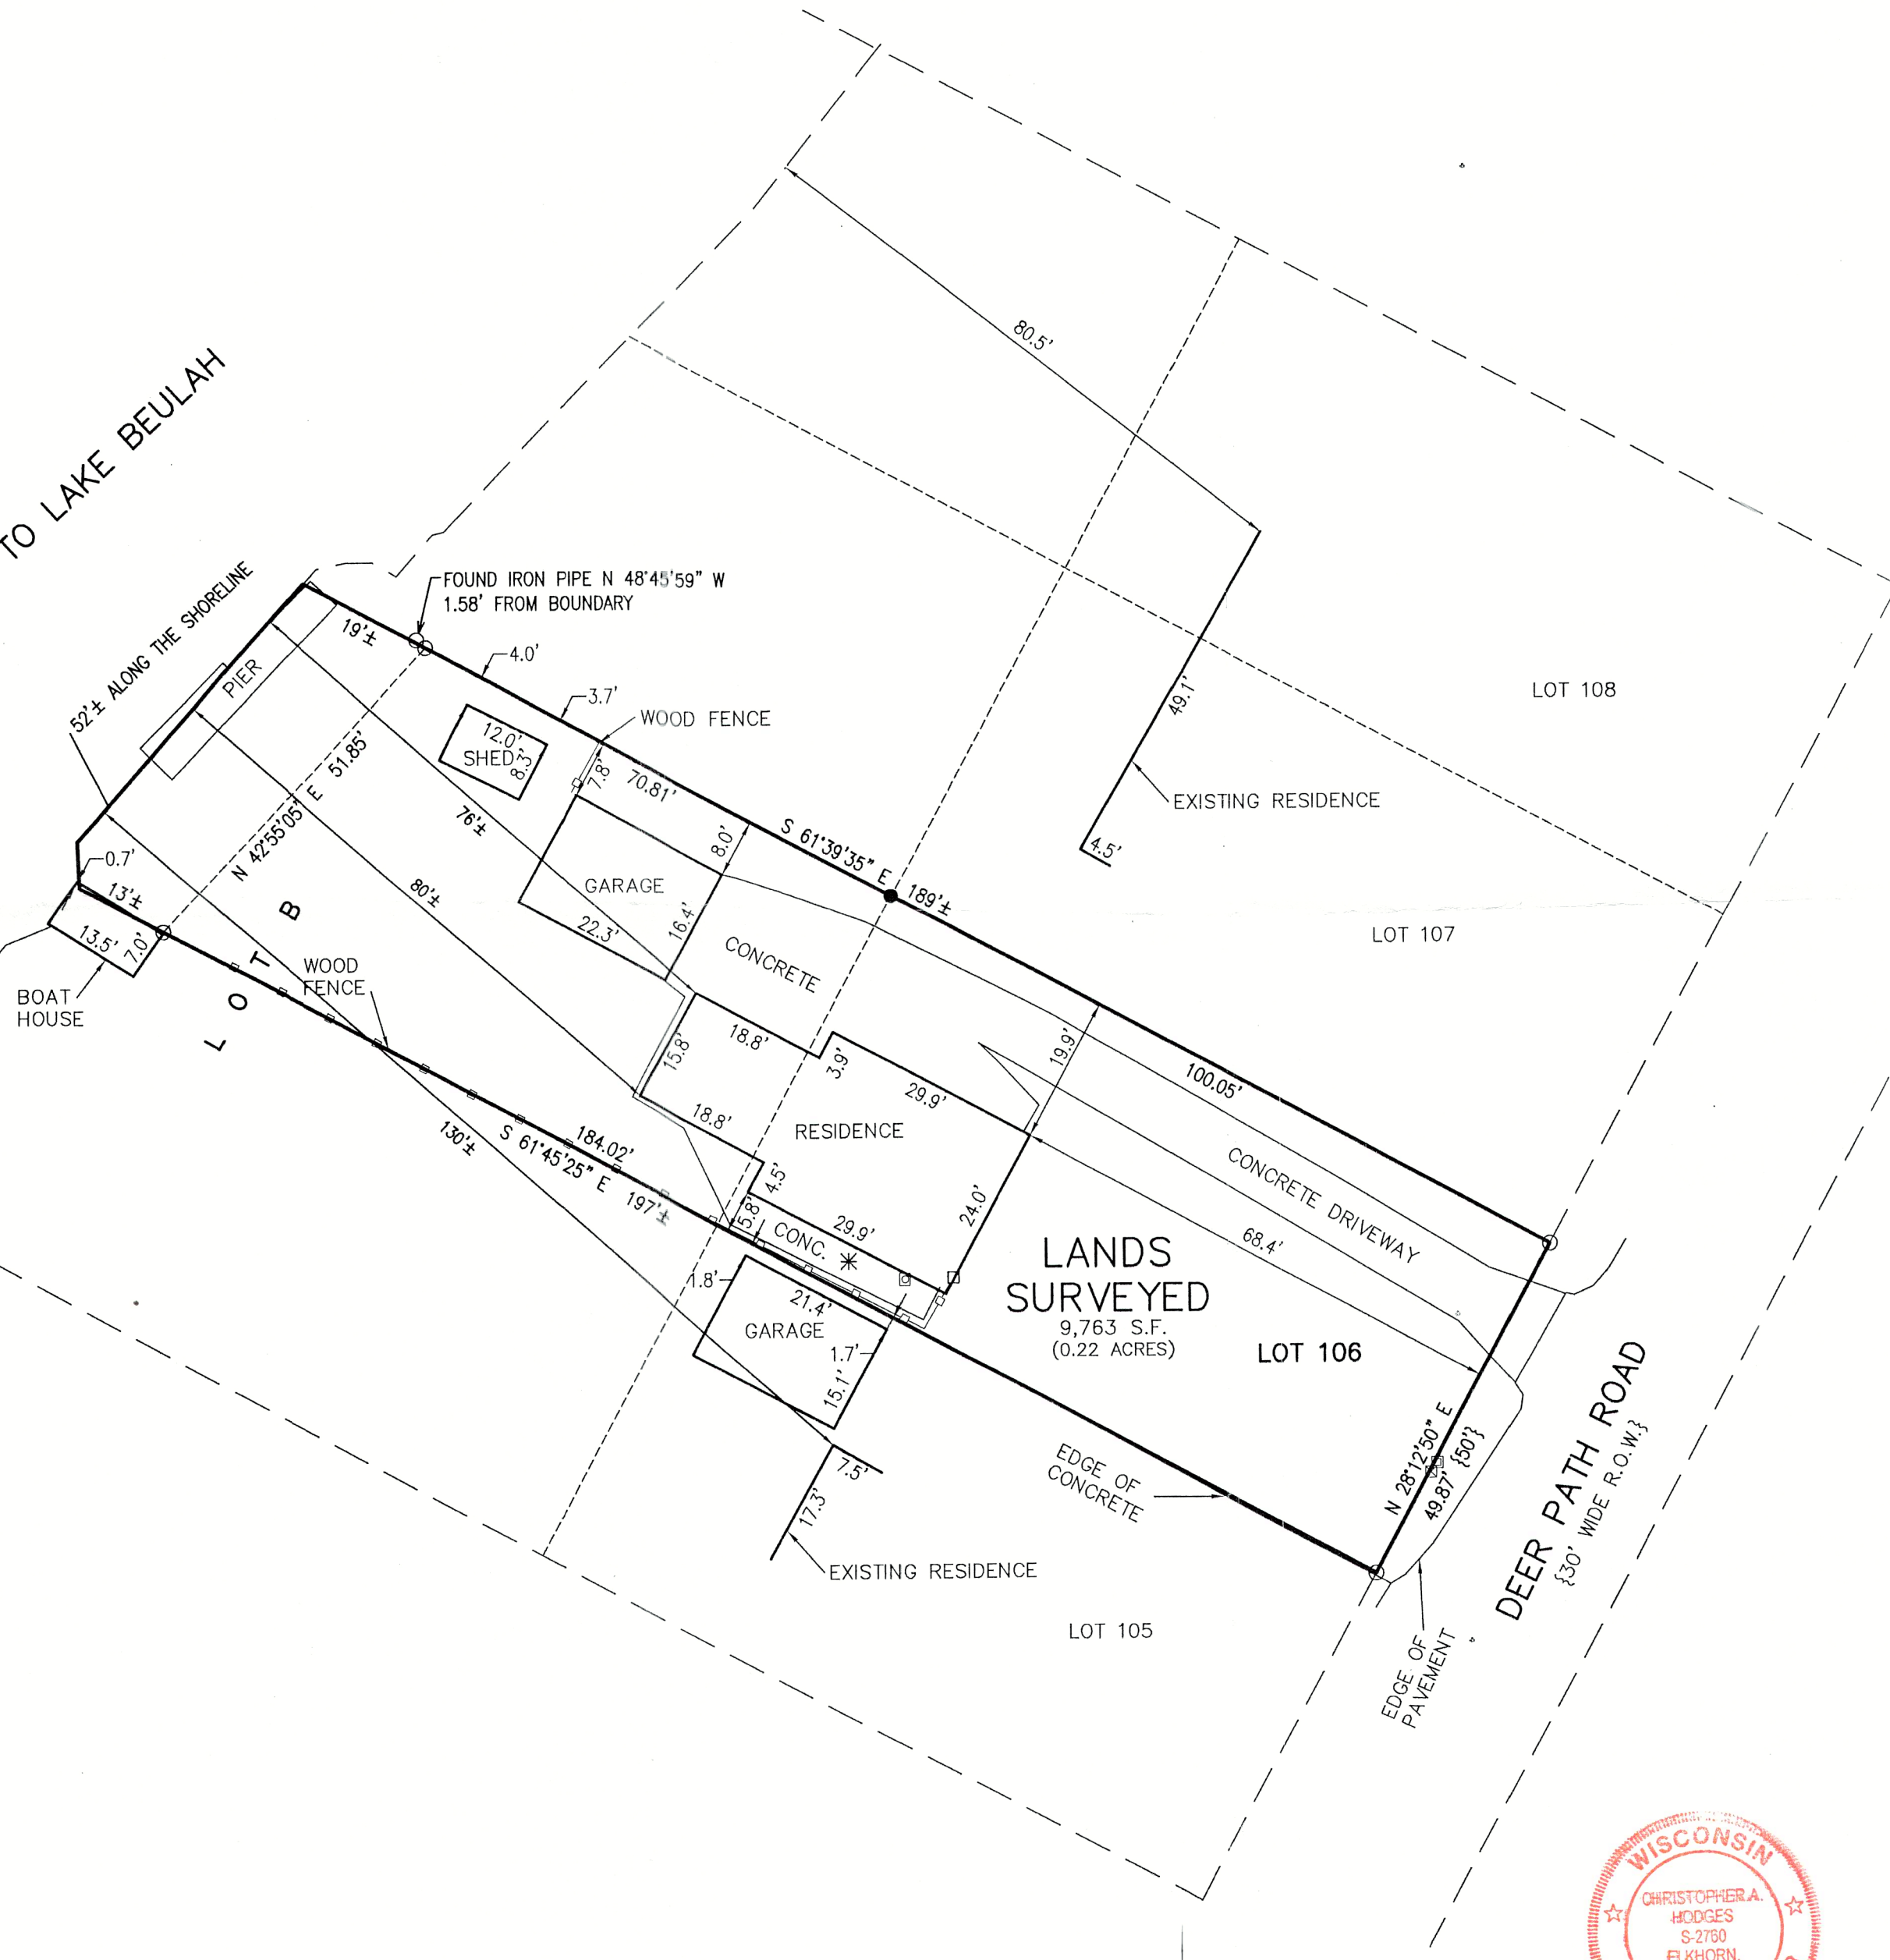 80.5'
TO LAKE BEULAH
FOUND IRON PIPE N 48°45'59" W
1.58' FROM BOUNDARY
52'± ALONG THE SHORELINE
19'±
4.0'
3.7'
PIER
WOOD FENCE
49.1'
LOT 108
12.0'
SHED
8.3'
7.8'
70.81'
N 42°55'05" E 51.85'
76'±
EXISTING RESIDENCE
4.5'
8.0'
S 61°39'35" E 189'±
0.7'
13'±
80'±
GARAGE
16.4'
22.3'
LOT 107
13.5'
7.0'
LOT B
CONCRETE
WOOD
FENCE
BOAT
HOUSE
18.8'
15.8'
3.9'
19.9'
29.9'
100.05'
18.8'
RESIDENCE
130'±
184.02'
S 61°45'25" E 197'±
4.5'
5.8'
29.9'
24.0'
CONC.
CONCRETE DRIVEWAY
68.4'
LANDS
SURVEYED
9,763 S.F.
(0.22 ACRES)
LOT 106
1.8'
21.4'
GARAGE
1.7'
15.1'
N 28°12'50" E
49.87' {50'}
DEER PATH ROAD
{30' WIDE R.O.W.}
EDGE OF
CONCRETE
7.5'
17.3'
EXISTING RESIDENCE
LOT 105
EDGE OF
PAVEMENT
WISCONSIN
CHRISTOPHER A.
HODGES
S-2760
ELKHORN,